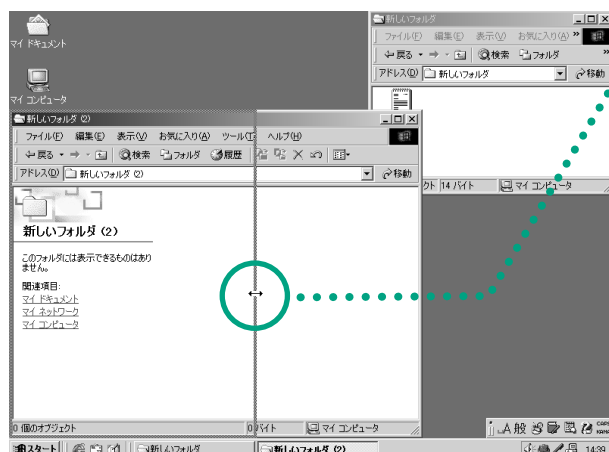 マイ ドキュメント
マイ コンピュータ
新しいフォルダ
ファイル(F) 編集(E) 表示(V) お気に入り(A) »
戻る 検索 フォルダ »
アドレス(D) 新しいフォルダ 移動
クト 14 バイト マイ コンピュータ
新しいフォルダ (2)
ファイル(F) 編集(E) 表示(V) お気に入り(A) ツール(T) ヘルプ(H)
戻る 検索 フォルダ 履歴
アドレス(D) 新しいフォルダ (2) 移動
新しいフォルダ (2)
このフォルダには表示できるものはあり
ません。
関連項目:
マイ ドキュメント
マイ ネットワーク
マイ コンピュータ
0 個のオブジェクト 0 バイト マイ コンピュータ
A 般 CAPS
KANA
スタート 新しいフォルダ 新しいフォルダ (2) 14:39